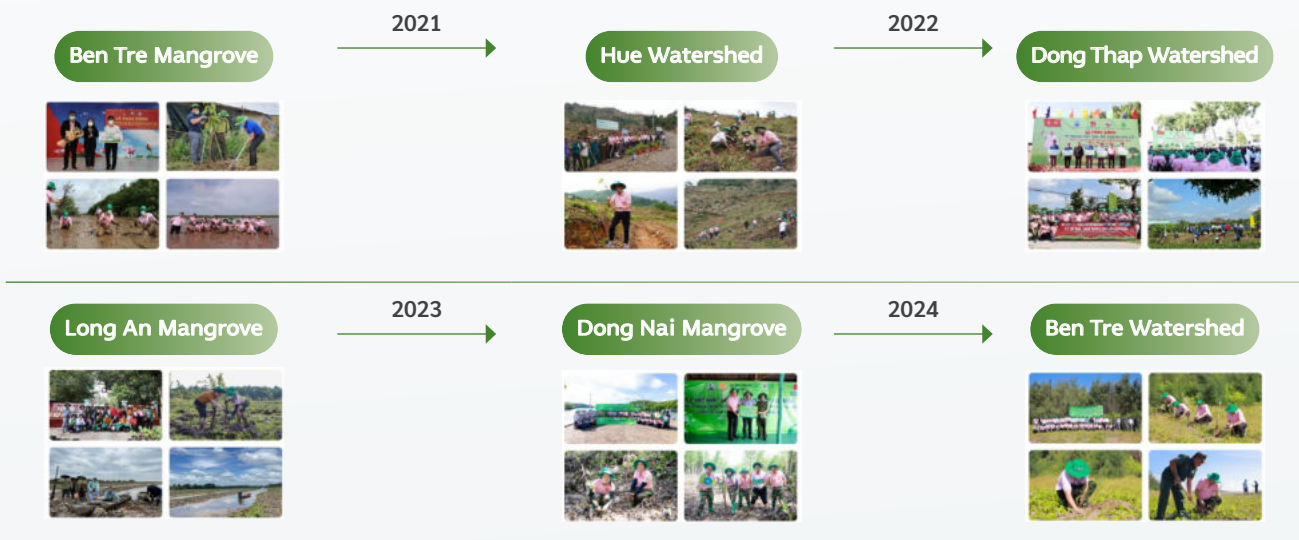 2021
2022
Ben Tre Mangrove
Hue Watershed
Dong Thap Watershed
2023
2024
Long An Mangrove
Dong Nai Mangrove
Ben Tre Watershed